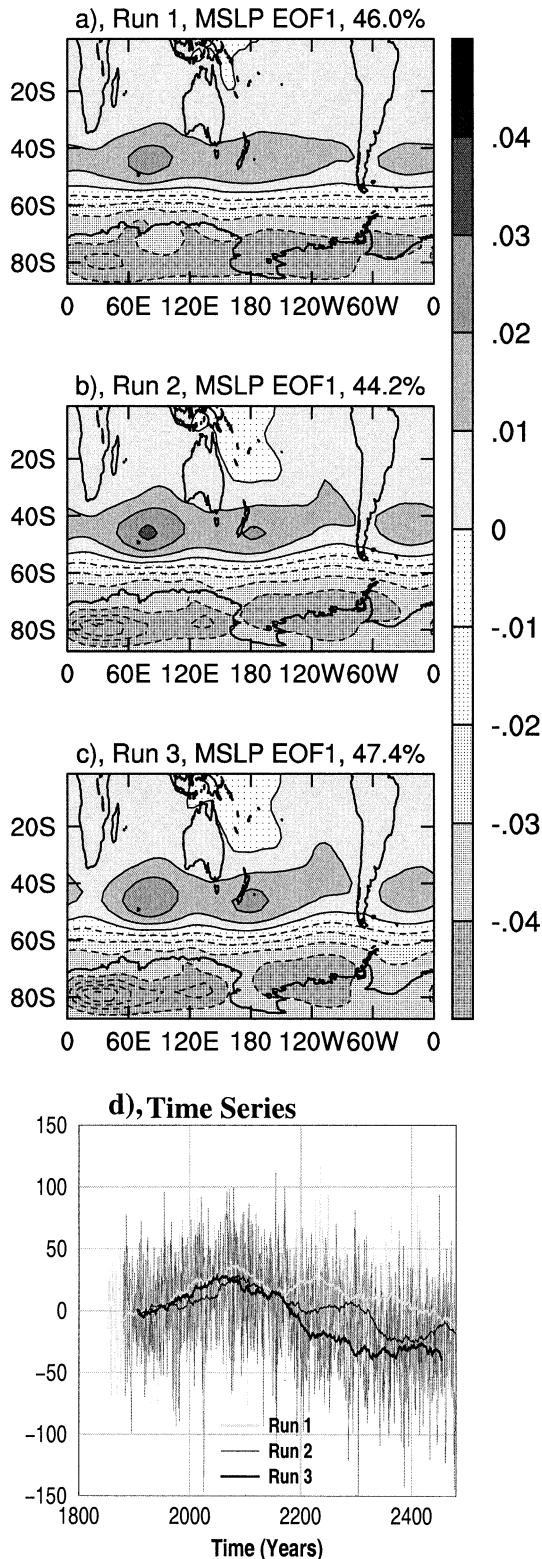 a), Run 1, MSLP EOF1, 46.0%
20S
40S
60S
80S
0 60E 120E 180 120W60W 0
.04
.03
.02
.01
0
-.01
-.02
-.03
-.04
b), Run 2, MSLP EOF1, 44.2%
20S
40S
60S
80S
0 60E 120E 180 120W60W 0
c), Run 3, MSLP EOF1, 47.4%
20S
40S
60S
80S
0 60E 120E 180 120W60W 0
d), Time Series
150
100
50
0
−50
−100
−150
Run 1
Run 2
Run 3
1800 2000 2200 2400
Time (Years)